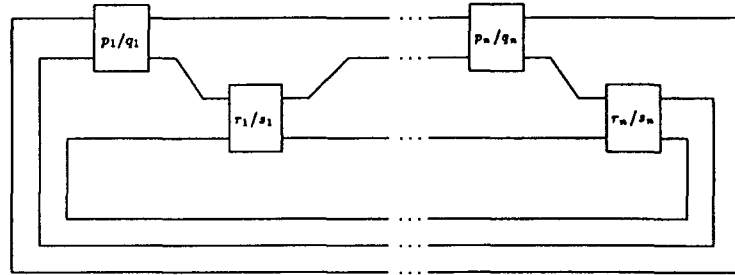 p₁/q₁
pₙ/qₙ
r₁/s₁
rₙ/sₙ